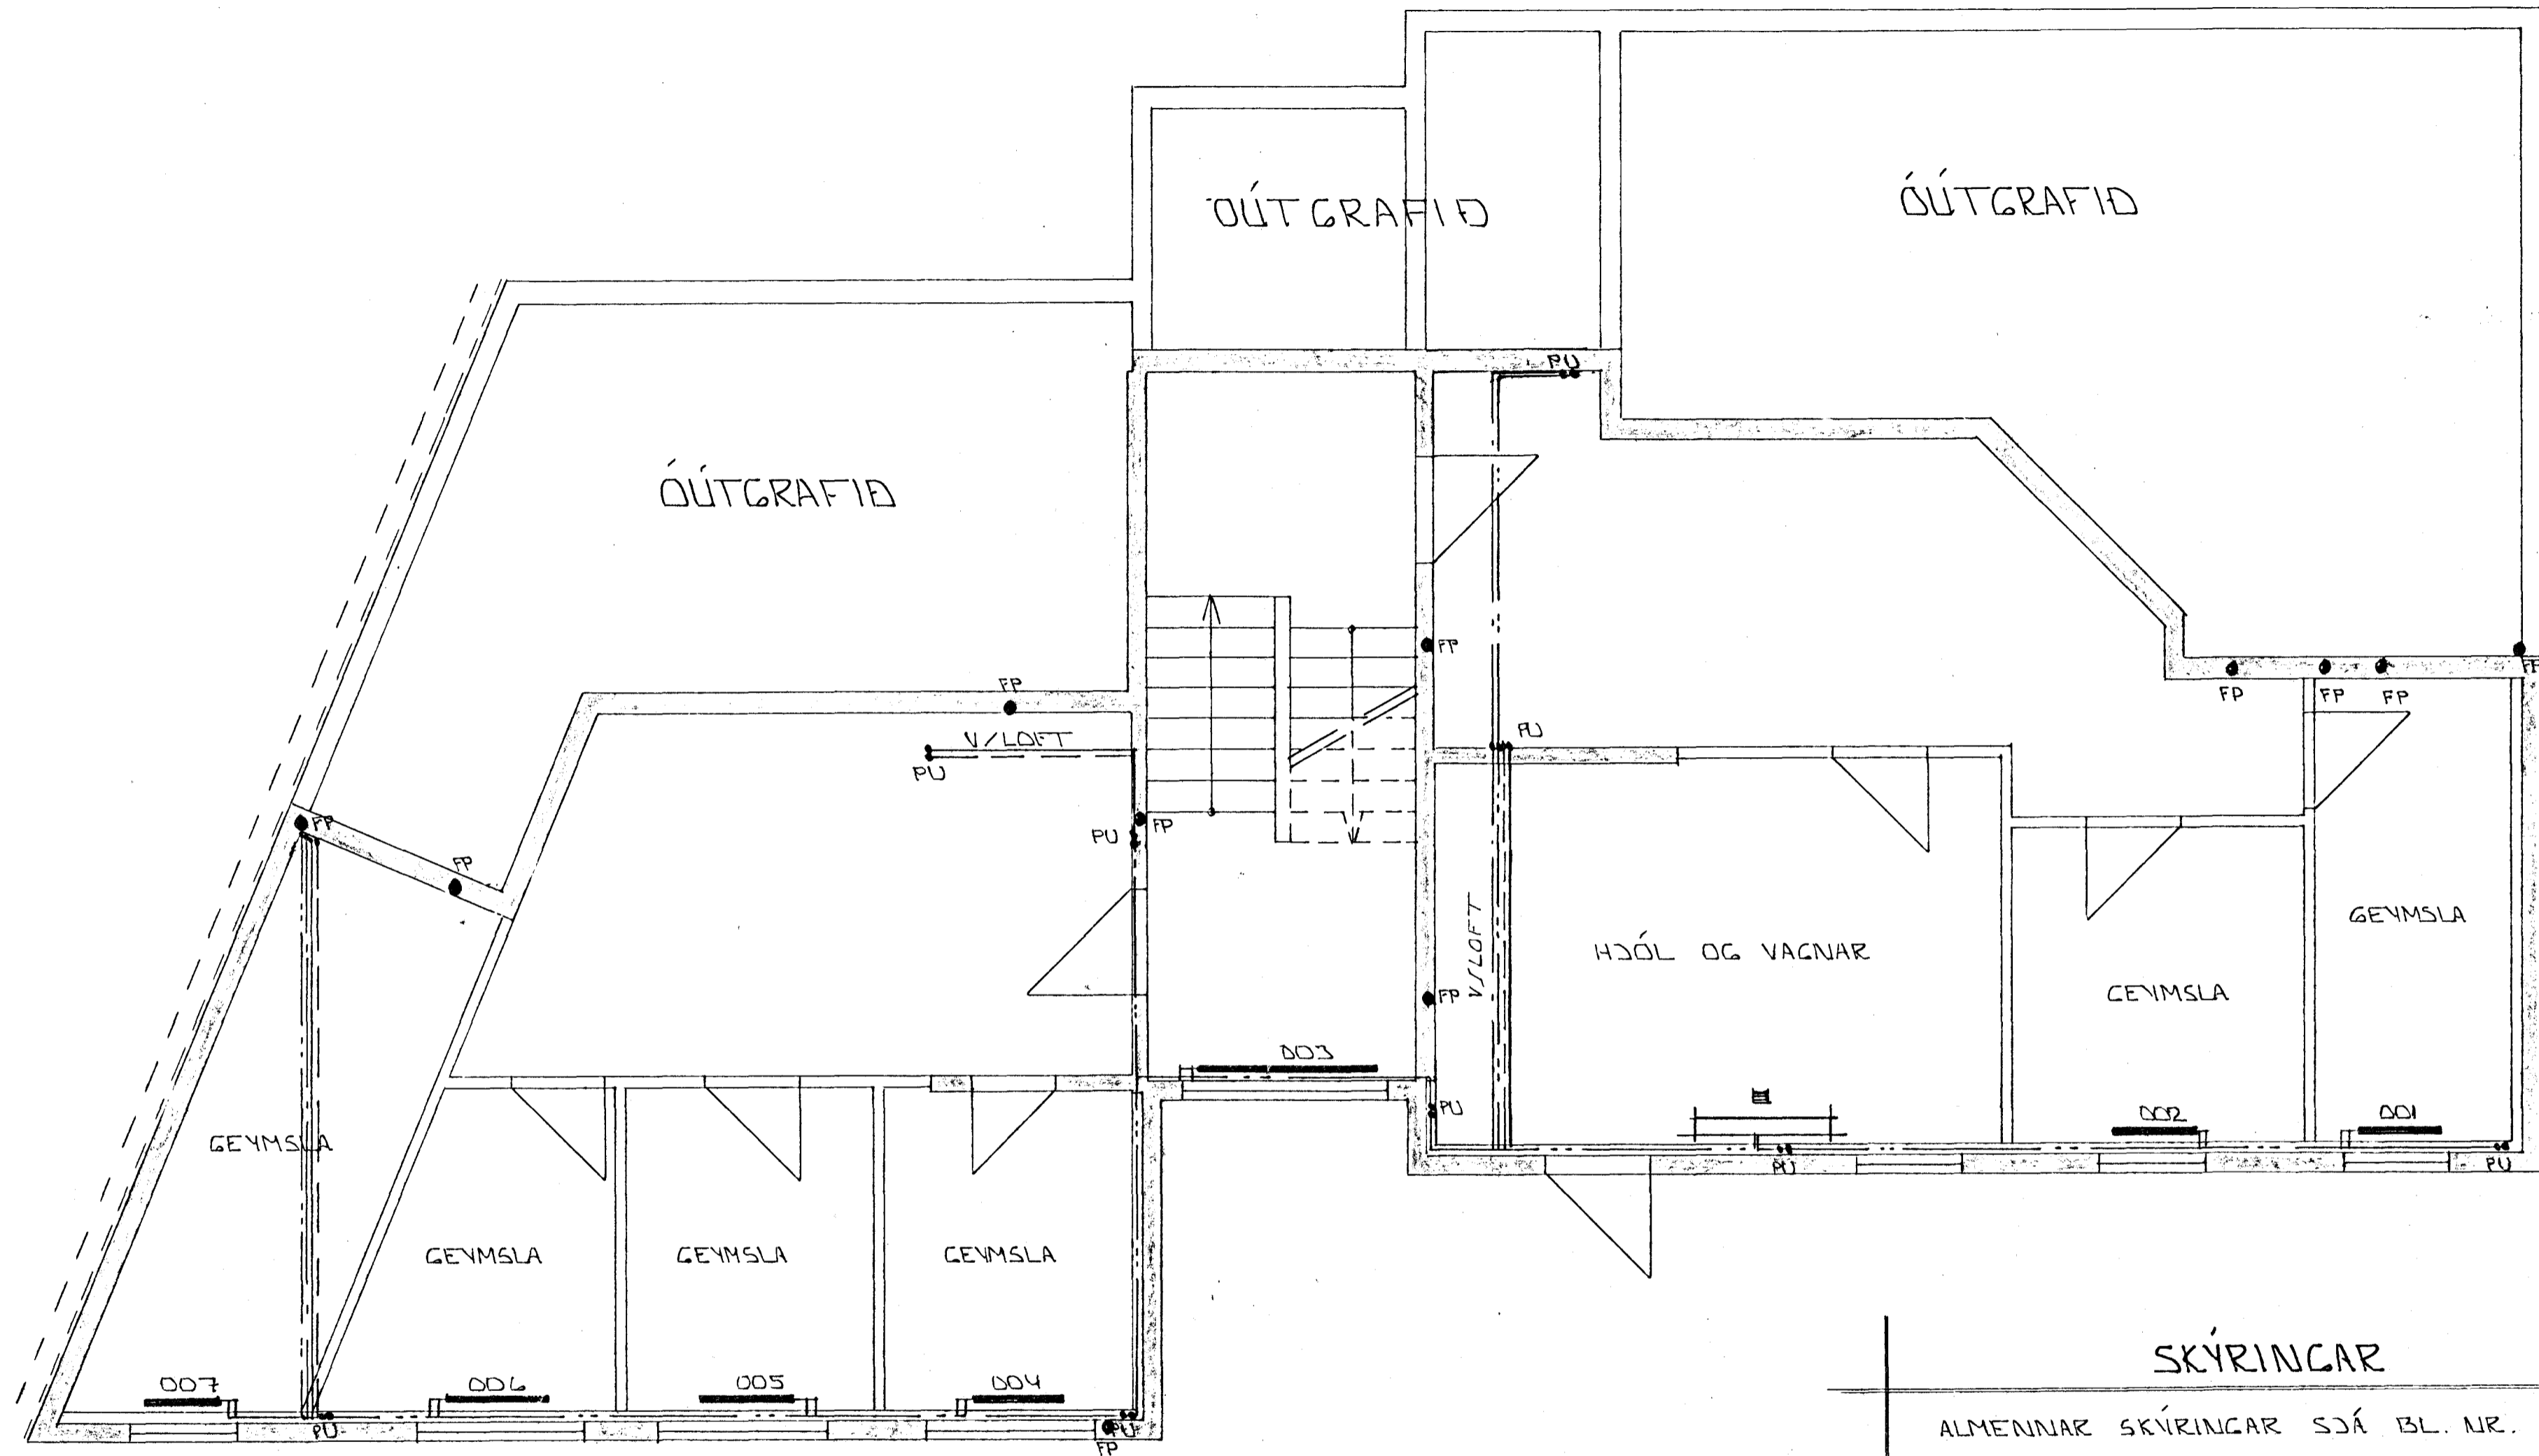 ÓÚTGRAFIÐ
ÓÚTGRAFIÐ
PU
ÓÚTGRAFIÐ
FP
FP
FP
FP
FP
FP
PU
V/LOFT
PU
FP
PU
FP
FP
GEYMSLA
V/LOFT
HJÓL OG VAGNAR
GEYMSLA
FP
003
PU
002
001
GEYMSLA
PU
PU
GEYMSLA
GEYMSLA
GEYMSLA
007
006
005
004
PU
PU
FP
SKÝRINGAR
ALMENNAR SKÝRINGAR SJÁ BL. NR.